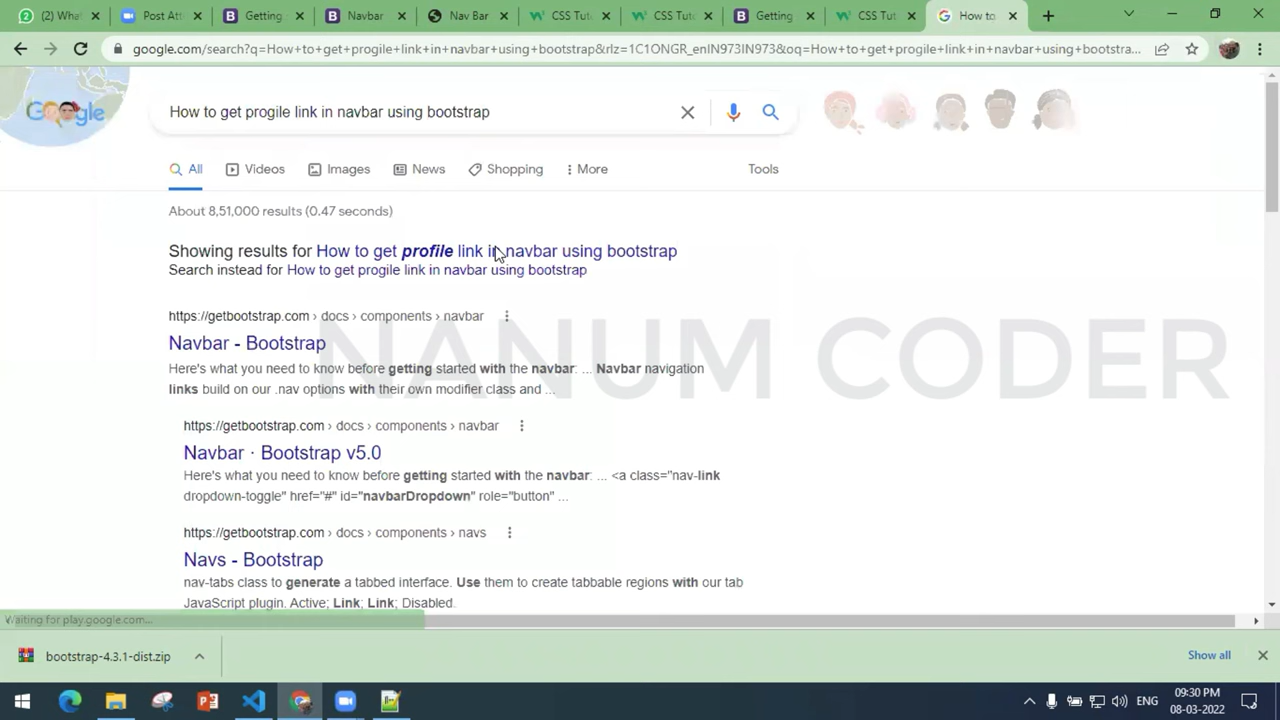 (2) What
Post Att
Getting
Navbar
Nav Bar
CSS Tut
CSS Tut
Getting
CSS Tut
How to
google.com/search?q=How+to+get+progile+link+in+navbar+using+bootstrap&rlz=1C1ONGR_enIN973IN973&oq=How+to+get+progile+link+in+navbar+using+bootstra...
Google
How to get progile link in navbar using bootstrap
All
Videos
Images
News
Shopping
More
Tools
About 8,51,000 results (0.47 seconds)
Showing results for How to get profile link in navbar using bootstrap
Search instead for How to get progile link in navbar using bootstrap
https://getbootstrap.com › docs › components › navbar
Navbar - Bootstrap
Here's what you need to know before getting started with the navbar: ... Navbar navigation
links build on our .nav options with their own modifier class and ...
https://getbootstrap.com › docs › components › navbar
Navbar · Bootstrap v5.0
Here's what you need to know before getting started with the navbar: ... <a class="nav-link
dropdown-toggle" href="#" id="navbarDropdown" role="button" ...
https://getbootstrap.com › docs › components › navs
Navs - Bootstrap
nav-tabs class to generate a tabbed interface. Use them to create tabbable regions with our tab
JavaScript plugin. Active; Link; Link; Disabled.
NANUM CODER
Waiting for play.google.com...
bootstrap-4.3.1-dist.zip
Show all
ENG
09:30 PM
08-03-2022